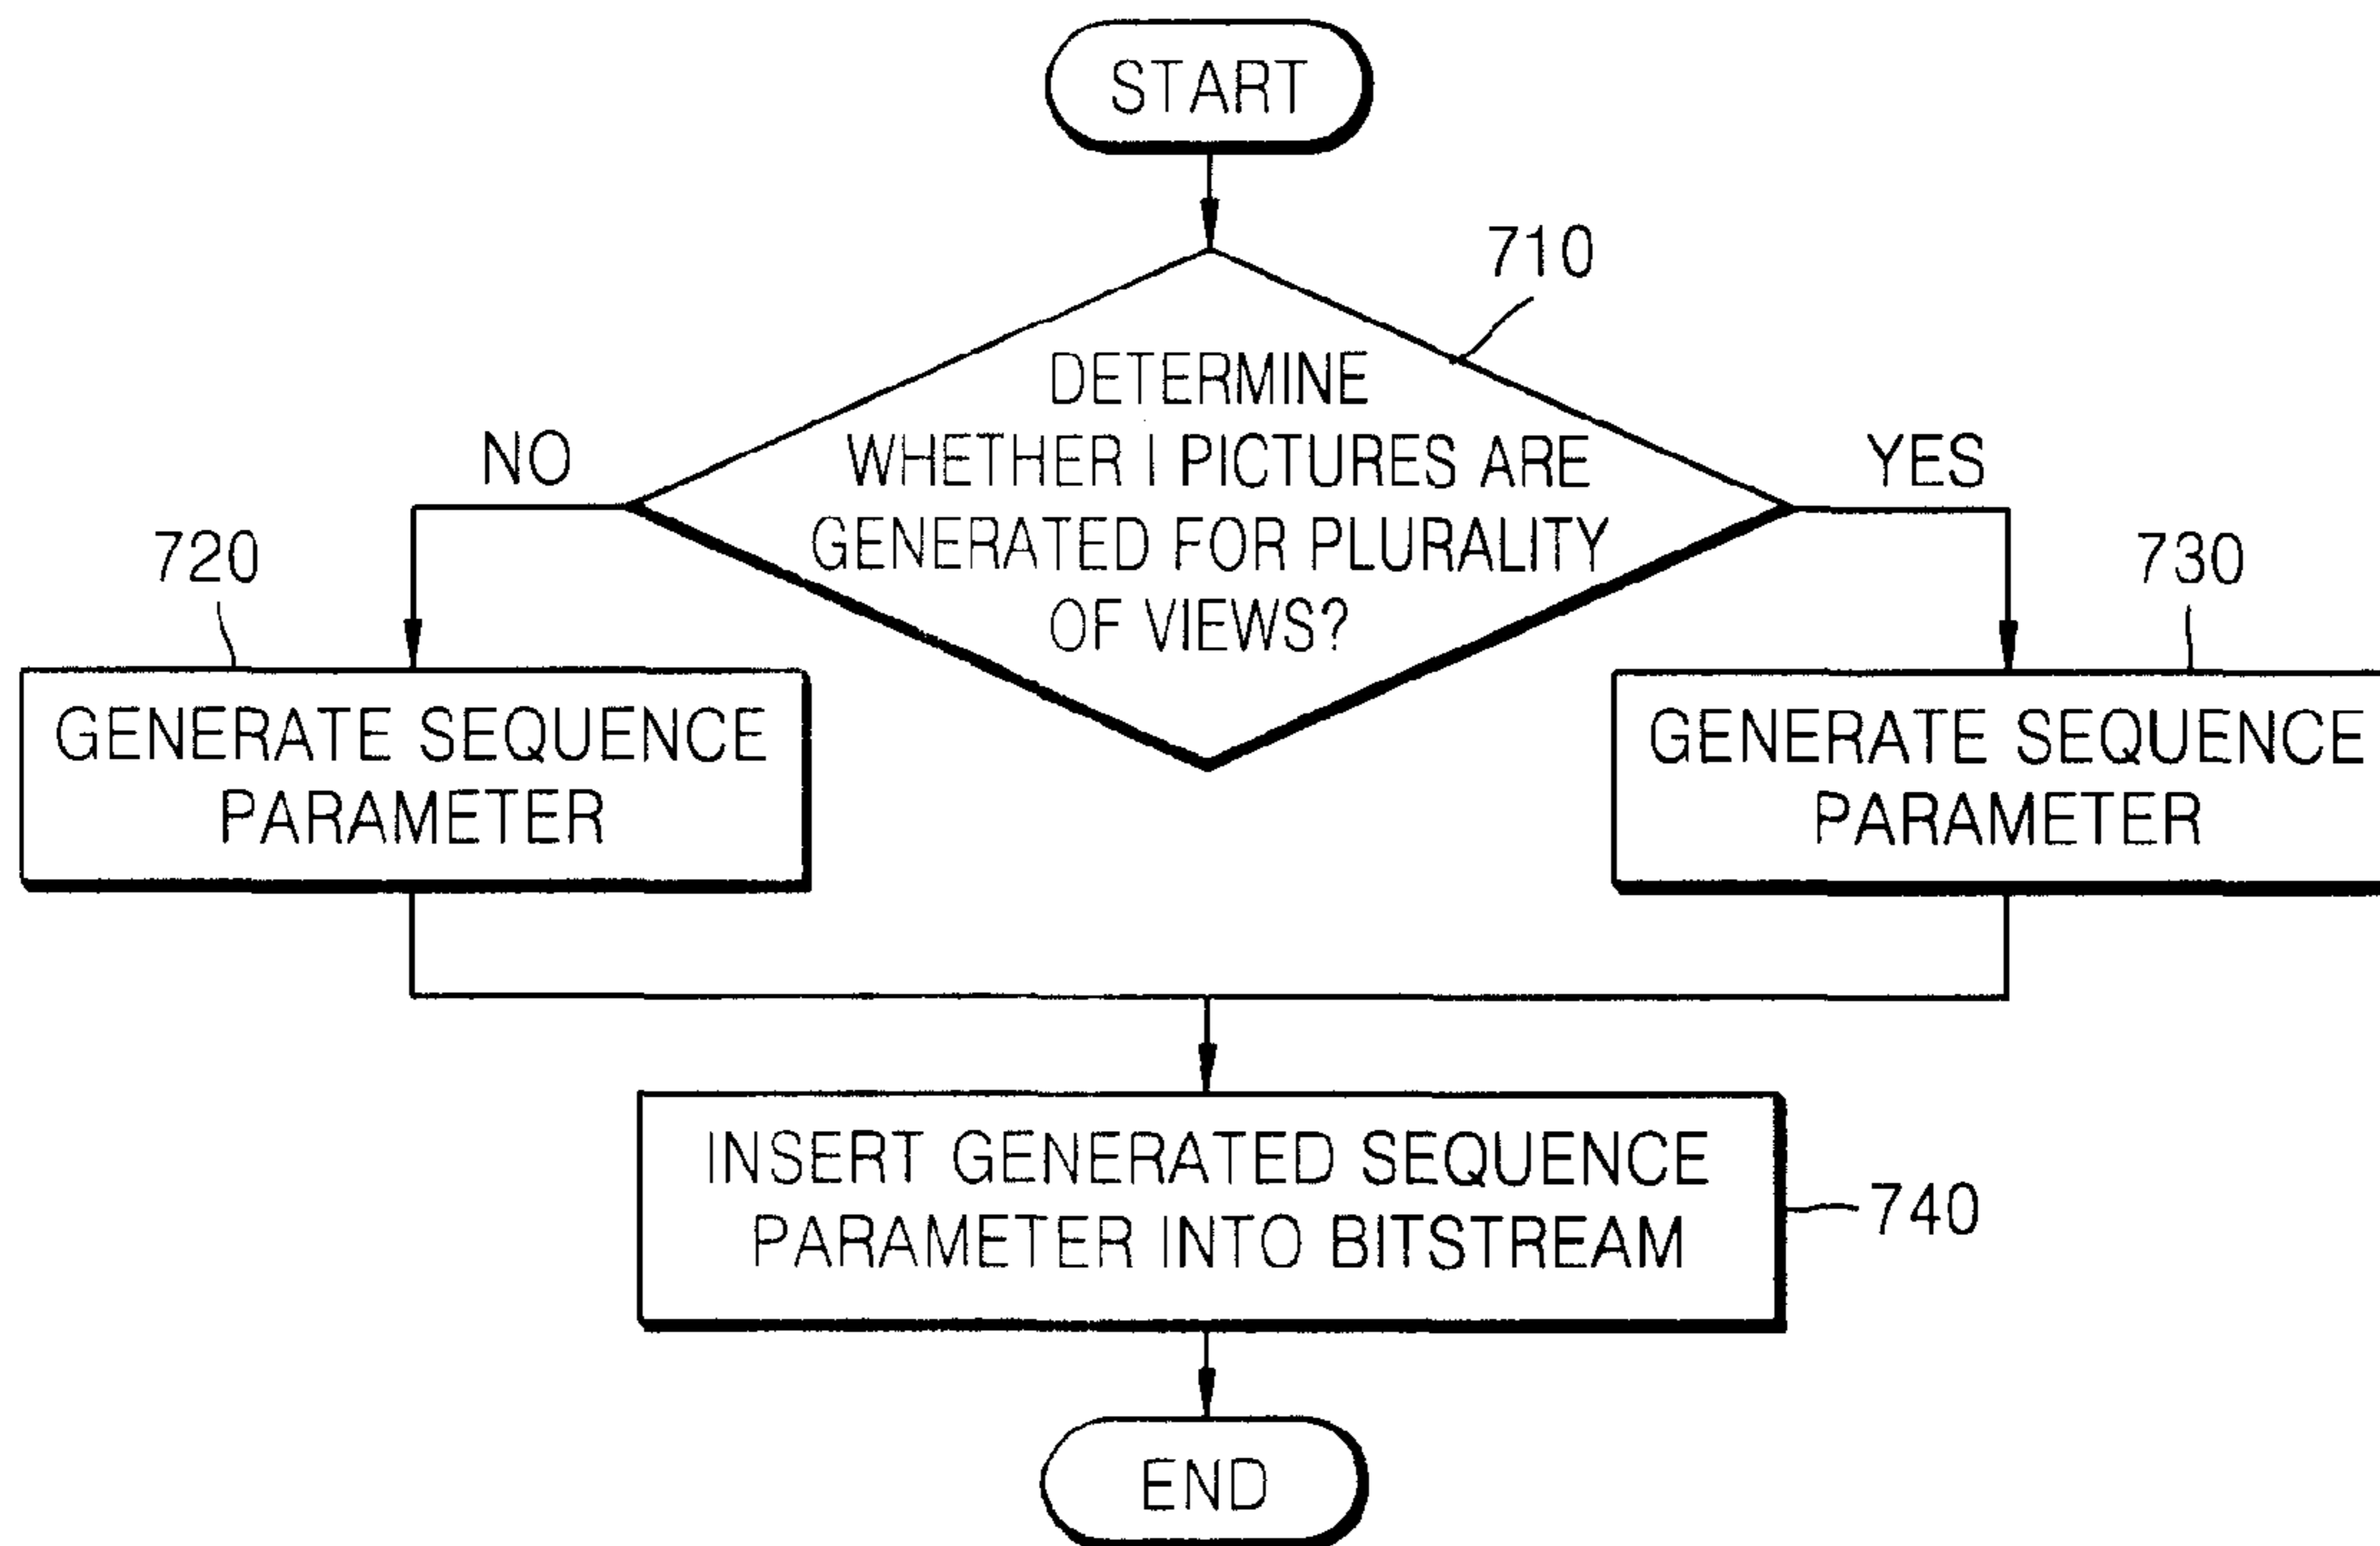 START
710
DETERMINE
WHETHER I PICTURES ARE
GENERATED FOR PLURALITY
OF VIEWS?
NO
YES
720
730
GENERATE SEQUENCE
PARAMETER
GENERATE SEQUENCE
PARAMETER
INSERT GENERATED SEQUENCE
PARAMETER INTO BITSTREAM
740
END